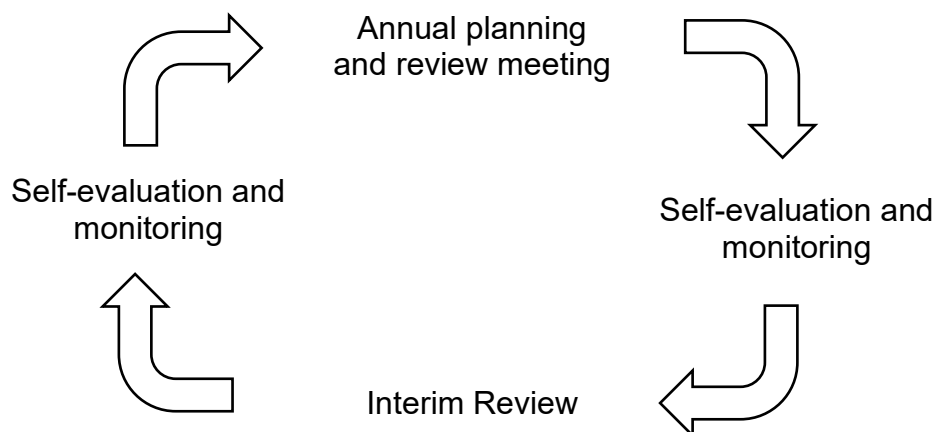 Annual planning
and review meeting
Self-evaluation and
monitoring
Self-evaluation and
monitoring
Interim Review